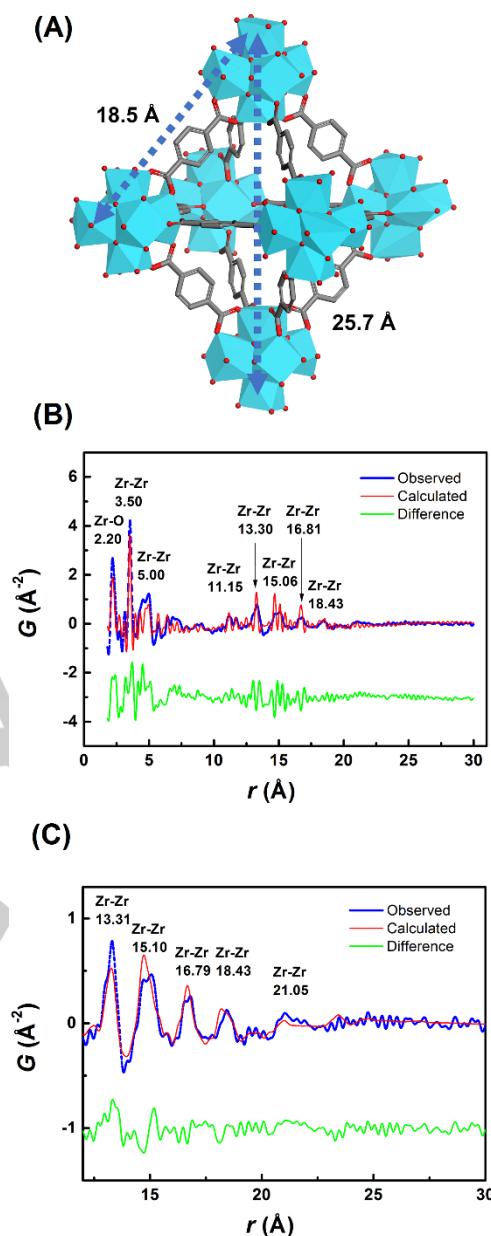 (A)
18.5 Å
25.7 Å
(B)
Zr-Zr
3.50
Zr-O
2.20
Zr-Zr
5.00
Zr-Zr
11.15
Zr-Zr
13.30
Zr-Zr
15.06
Zr-Zr
16.81
Zr-Zr
18.43
Observed
Calculated
Difference
6
4
2
0
-2
-4
G (Å⁻²)
0 5 10 15 20 25 30
r (Å)
(C)
Zr-Zr
13.31
Zr-Zr
15.10
Zr-Zr
16.79
Zr-Zr
18.43
Zr-Zr
21.05
Observed
Calculated
Difference
1
0
-1
G (Å⁻²)
15 20 25 30
r (Å)